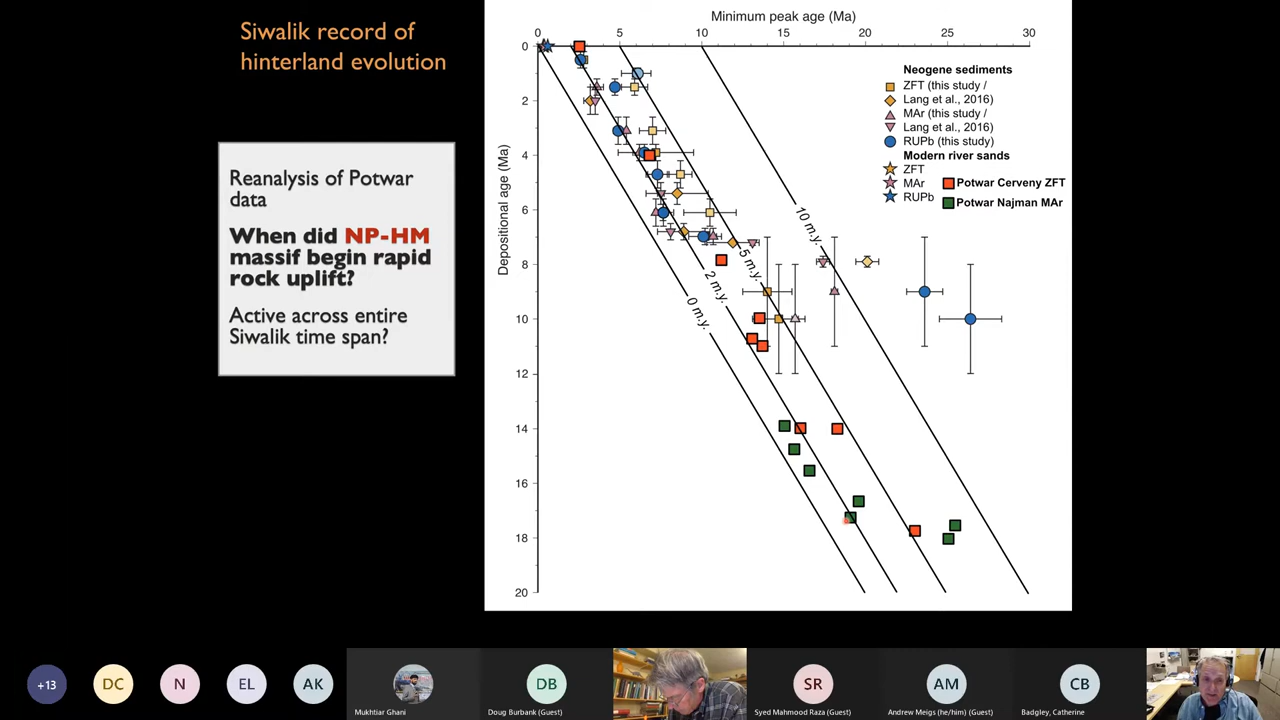 Siwalik record of
hinterland evolution
Reanalysis of Potwar
data
When did NP-HM
massif begin rapid
rock uplift?
Active across entire
Siwalik time span?
Minimum peak age (Ma)
0 5 10 15 20 25 30
Depositional age (Ma)
0
2
4
6
8
10
12
14
16
18
20
0 m.y.
2 m.y.
5 m.y.
10 m.y.
Neogene sediments
ZFT (this study /
Lang et al., 2016)
MAr (this study /
Lang et al., 2016)
RUPb (this study)
Modern river sands
ZFT
MAr
RUPb
Potwar Cerveny ZFT
Potwar Najman MAr
+13
DC
N
EL
AK
Mukhtiar Ghani
DB
Doug Burbank (Guest)
SR
Syed Mahmood Raza (Guest)
AM
Andrew Meigs (he/him) (Guest)
CB
Badgley, Catherine